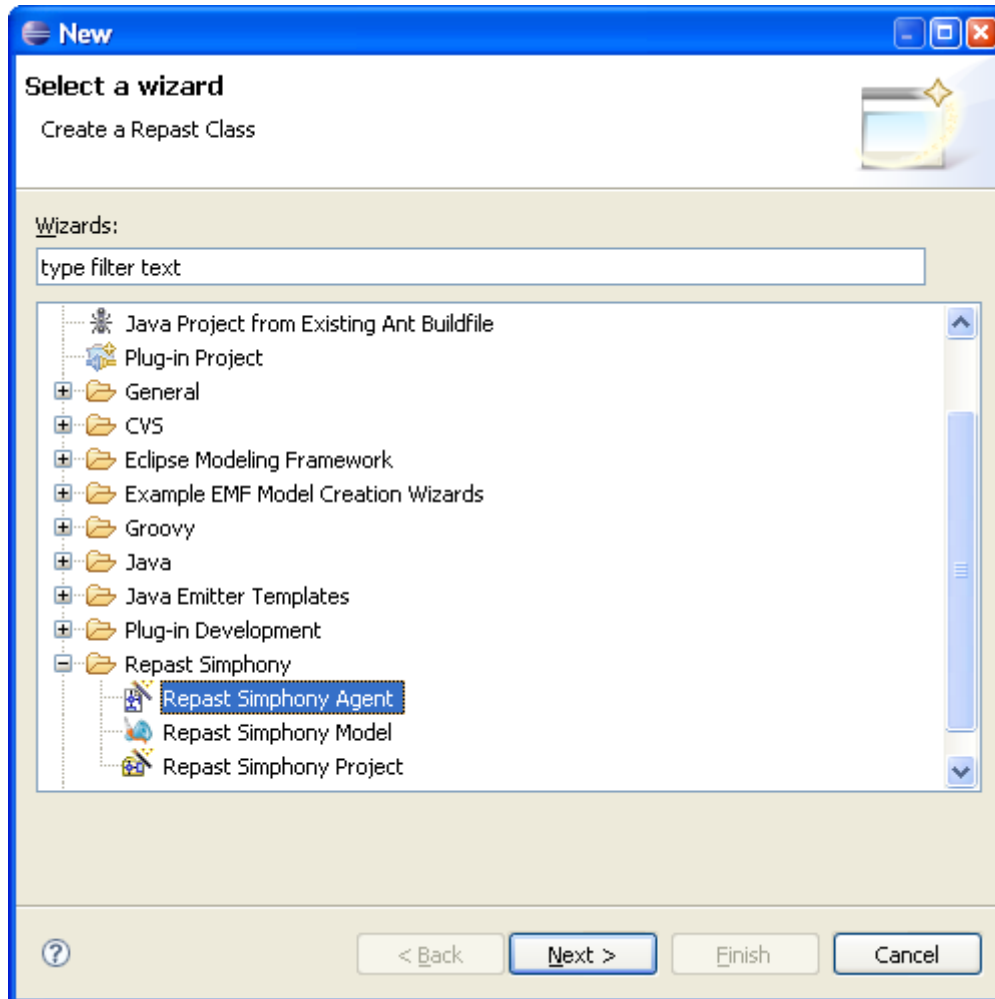 New
Select a wizard
Create a Repast Class
Wizards:
type filter text
Java Project from Existing Ant Buildfile
Plug-in Project
General
CVS
Eclipse Modeling Framework
Example EMF Model Creation Wizards
Groovy
Java
Java Emitter Templates
Plug-in Development
Repast Simphony
Repast Simphony Agent
Repast Simphony Model
Repast Simphony Project
?
< Back Next > Finish Cancel